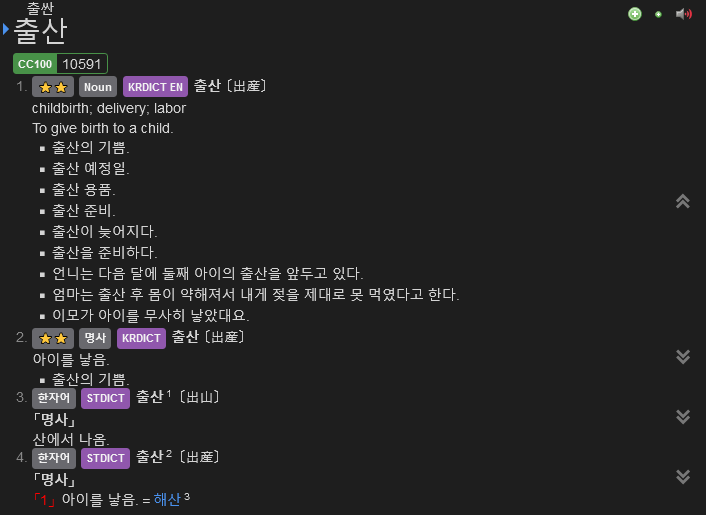 출싼
출산
CC100 10591
1. ⭐⭐ Noun KRDICT EN 출산〔出産〕
childbirth; delivery; labor
To give birth to a child.
▪ 출산의 기쁨.
▪ 출산 예정일.
▪ 출산 용품.
▪ 출산 준비.
▪ 출산이 늦어지다.
▪ 출산을 준비하다.
▪ 언니는 다음 달에 둘째 아이의 출산을 앞두고 있다.
▪ 엄마는 출산 후 몸이 약해져서 내게 젖을 제대로 못 먹였다고 한다.
▪ 이모가 아이를 무사히 낳았대요.
2. ⭐⭐ 명사 KRDICT 출산〔出産〕
아이를 낳음.
▪ 출산의 기쁨.
3. 한자어 STDICT 출산¹〔出山〕
「명사」
산에서 나옴.
4. 한자어 STDICT 출산²〔出産〕
「명사」
「1」아이를 낳음. = 해산³